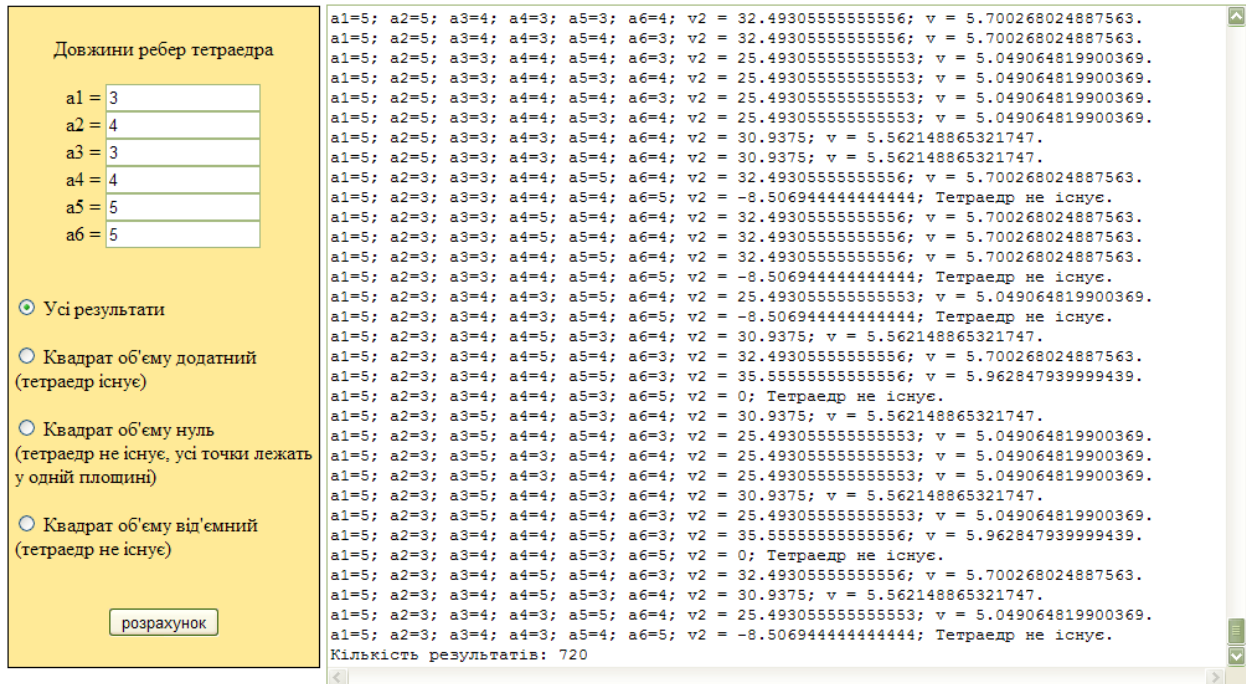 Довжини ребер тетраедра
a1 = 3
a2 = 4
a3 = 3
a4 = 4
a5 = 5
a6 = 5
Усі результати
Квадрат об'єму додатний
(тетраедр існує)
Квадрат об'єму нуль
(тетраедр не існує, усі точки лежать
у одній площині)
Квадрат об'єму від'ємний
(тетраедр не існує)
розрахунок
a1=5; a2=5; a3=4; a4=3; a5=3; a6=4; v2 = 32.49305555555556; v = 5.700268024887563.
a1=5; a2=5; a3=4; a4=3; a5=4; a6=3; v2 = 32.49305555555556; v = 5.700268024887563.
a1=5; a2=5; a3=3; a4=4; a5=3; a6=4; v2 = 25.493055555555553; v = 5.049064819900369.
a1=5; a2=5; a3=3; a4=3; a5=4; a6=4; v2 = 25.493055555555553; v = 5.049064819900369.
a1=5; a2=5; a3=3; a4=4; a5=4; a6=3; v2 = 25.493055555555553; v = 5.049064819900369.
a1=5; a2=5; a3=3; a4=4; a5=3; a6=4; v2 = 25.493055555555553; v = 5.049064819900369.
a1=5; a2=5; a3=3; a4=3; a5=4; a6=4; v2 = 30.9375; v = 5.562148865321747.
a1=5; a2=3; a3=3; a4=4; a5=5; a6=4; v2 = 30.9375; v = 5.562148865321747.
a1=5; a2=3; a3=3; a4=5; a5=4; a6=4; v2 = 32.49305555555556; v = 5.700268024887563.
a1=5; a2=3; a3=3; a4=4; a5=4; a6=5; v2 = -8.506944444444444; Тетраедр не існує.
a1=5; a2=3; a3=3; a4=5; a5=4; a6=4; v2 = 32.49305555555556; v = 5.700268024887563.
a1=5; a2=3; a3=3; a4=5; a5=4; a6=4; v2 = 32.49305555555556; v = 5.700268024887563.
a1=5; a2=3; a3=3; a4=4; a5=5; a6=4; v2 = 32.49305555555556; v = 5.700268024887563.
a1=5; a2=3; a3=3; a4=4; a5=4; a6=5; v2 = -8.506944444444444; Тетраедр не існує.
a1=5; a2=3; a3=4; a4=3; a5=5; a6=4; v2 = 25.493055555555553; v = 5.049064819900369.
a1=5; a2=3; a3=4; a4=4; a5=3; a6=5; v2 = -8.506944444444444; Тетраедр не існує.
a1=5; a2=3; a3=4; a4=5; a5=3; a6=4; v2 = 30.9375; v = 5.562148865321747.
a1=5; a2=3; a3=4; a4=5; a5=4; a6=3; v2 = 32.49305555555556; v = 5.700268024887563.
a1=5; a2=3; a3=4; a4=4; a5=5; a6=3; v2 = 35.55555555555556; v = 5.962847939999439.
a1=5; a2=3; a3=4; a4=4; a5=3; a6=5; v2 = 0; Тетраедр не існує.
a1=5; a2=3; a3=5; a4=4; a5=3; a6=4; v2 = 30.9375; v = 5.562148865321747.
a1=5; a2=3; a3=5; a4=4; a5=4; a6=3; v2 = 25.493055555555553; v = 5.049064819900369.
a1=5; a2=3; a3=5; a4=3; a5=4; a6=4; v2 = 25.493055555555553; v = 5.049064819900369.
a1=5; a2=3; a3=5; a4=3; a5=4; a6=4; v2 = 25.493055555555553; v = 5.049064819900369.
a1=5; a2=3; a3=5; a4=4; a5=3; a6=4; v2 = 30.9375; v = 5.562148865321747.
a1=5; a2=3; a3=5; a4=4; a5=4; a6=3; v2 = 25.493055555555553; v = 5.049064819900369.
a1=5; a2=3; a3=4; a4=4; a5=5; a6=3; v2 = 35.55555555555556; v = 5.962847939999439.
a1=5; a2=3; a3=4; a4=4; a5=3; a6=5; v2 = 0; Тетраедр не існує.
a1=5; a2=3; a3=4; a4=5; a5=4; a6=3; v2 = 32.49305555555556; v = 5.700268024887563.
a1=5; a2=3; a3=4; a4=5; a5=3; a6=4; v2 = 30.9375; v = 5.562148865321747.
a1=5; a2=3; a3=4; a4=3; a5=5; a6=4; v2 = 25.493055555555553; v = 5.049064819900369.
a1=5; a2=3; a3=4; a4=3; a5=4; a6=5; v2 = -8.506944444444444; Тетраедр не існує.
Кількість результатів: 720